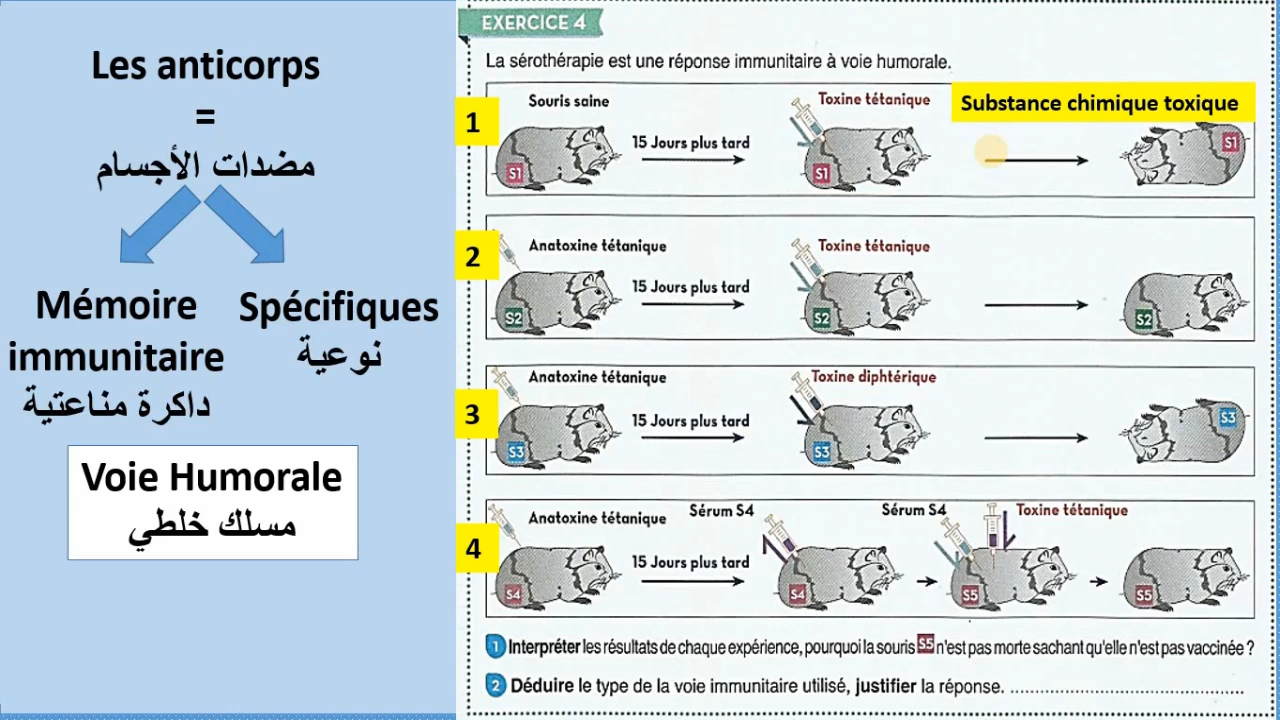 Les anticorps
=
مضدات الأجسام
Mémoire
immunitaire
داكرة مناعتية
Spécifiques
نوعية
Voie Humorale
مسلك خلطي
EXERCICE 4
La sérothérapie est une réponse immunitaire à voie humorale.
1
Souris saine
15 Jours plus tard
Toxine tétanique
Substance chimique toxique
S1
S1
S1
2
Anatoxine tétanique
15 Jours plus tard
Toxine tétanique
S2
S2
S2
3
Anatoxine tétanique
15 Jours plus tard
Toxine diphtérique
S3
S3
S3
4
Anatoxine tétanique
15 Jours plus tard
Sérum S4
Sérum S4
Toxine tétanique
S4
S4
S5
S5
1 Interpréter les résultats de chaque expérience, pourquoi la souris S5 n'est pas morte sachant qu'elle n'est pas vaccinée ?
2 Déduire le type de la voie immunitaire utilisé, justifier la réponse. ................................................